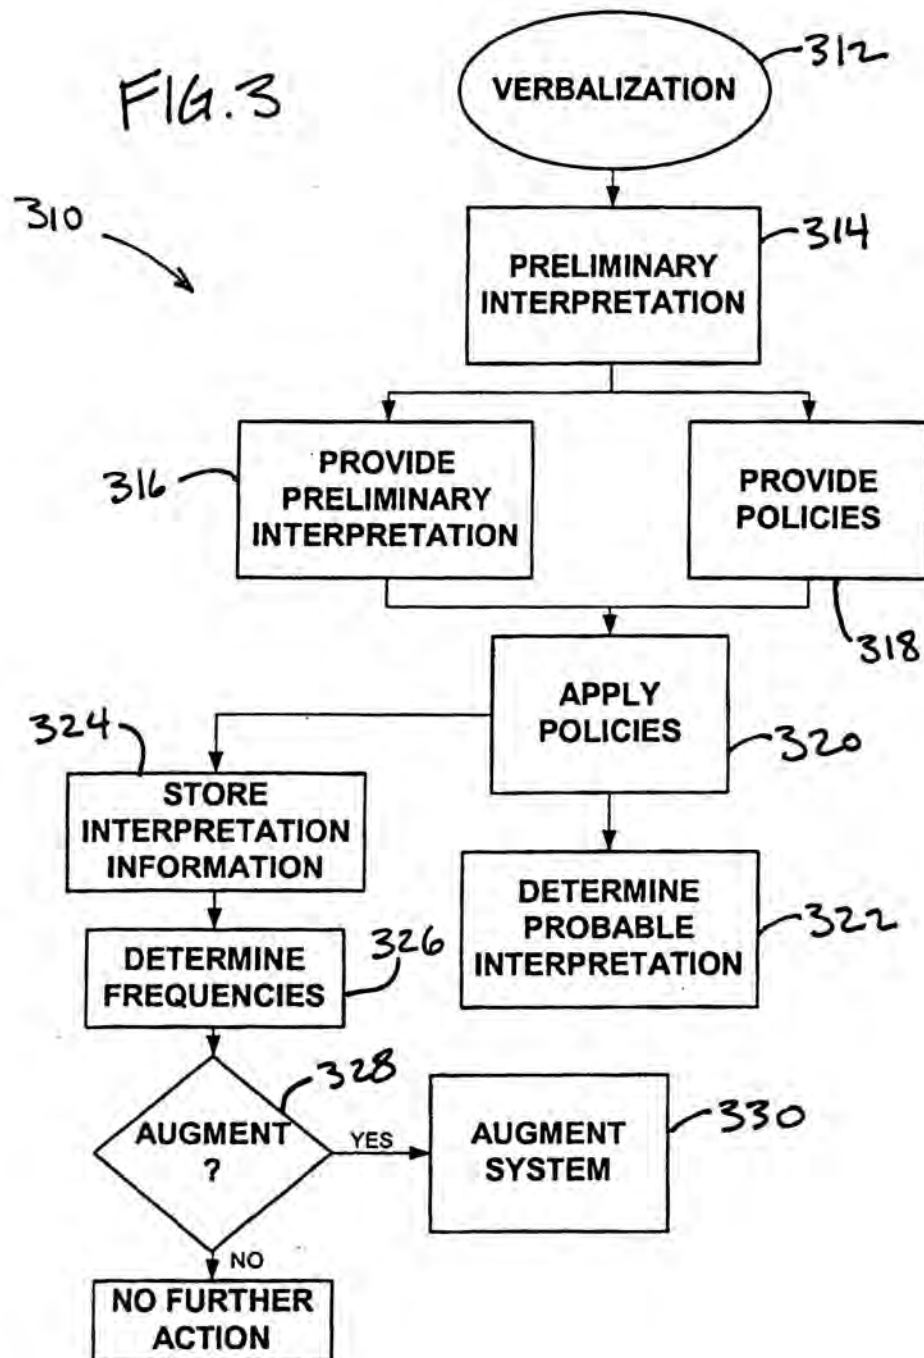 FIG. 3
310
VERBALIZATION
312
PRELIMINARY
INTERPRETATION
314
PROVIDE
PRELIMINARY
INTERPRETATION
316
PROVIDE
POLICIES
318
APPLY
POLICIES
320
324
STORE
INTERPRETATION
INFORMATION
DETERMINE
PROBABLE
INTERPRETATION
322
DETERMINE
FREQUENCIES
326
AUGMENT
?
328
YES
AUGMENT
SYSTEM
330
NO
NO FURTHER
ACTION